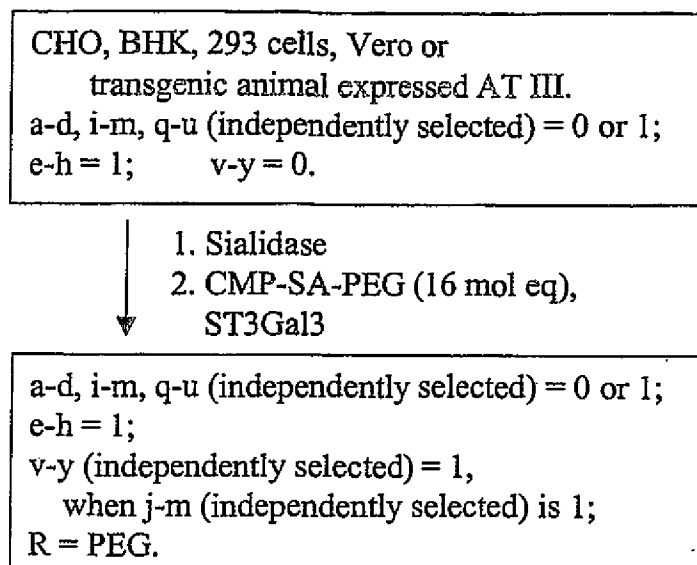 CHO, BHK, 293 cells, Vero or
transgenic animal expressed AT III.
a-d, i-m, q-u (independently selected) = 0 or 1;
e-h = 1; v-y = 0.
1. Sialidase
2. CMP-SA-PEG (16 mol eq),
ST3Gal3
a-d, i-m, q-u (independently selected) = 0 or 1;
e-h = 1;
v-y (independently selected) = 1,
when j-m (independently selected) is 1;
R = PEG.